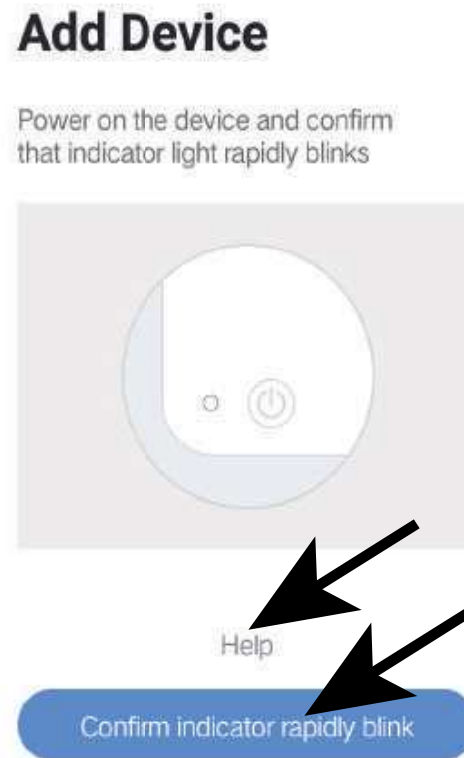 Add Device
Power on the device and confirm
that indicator light rapidly blinks
Help
Confirm indicator rapidly blink